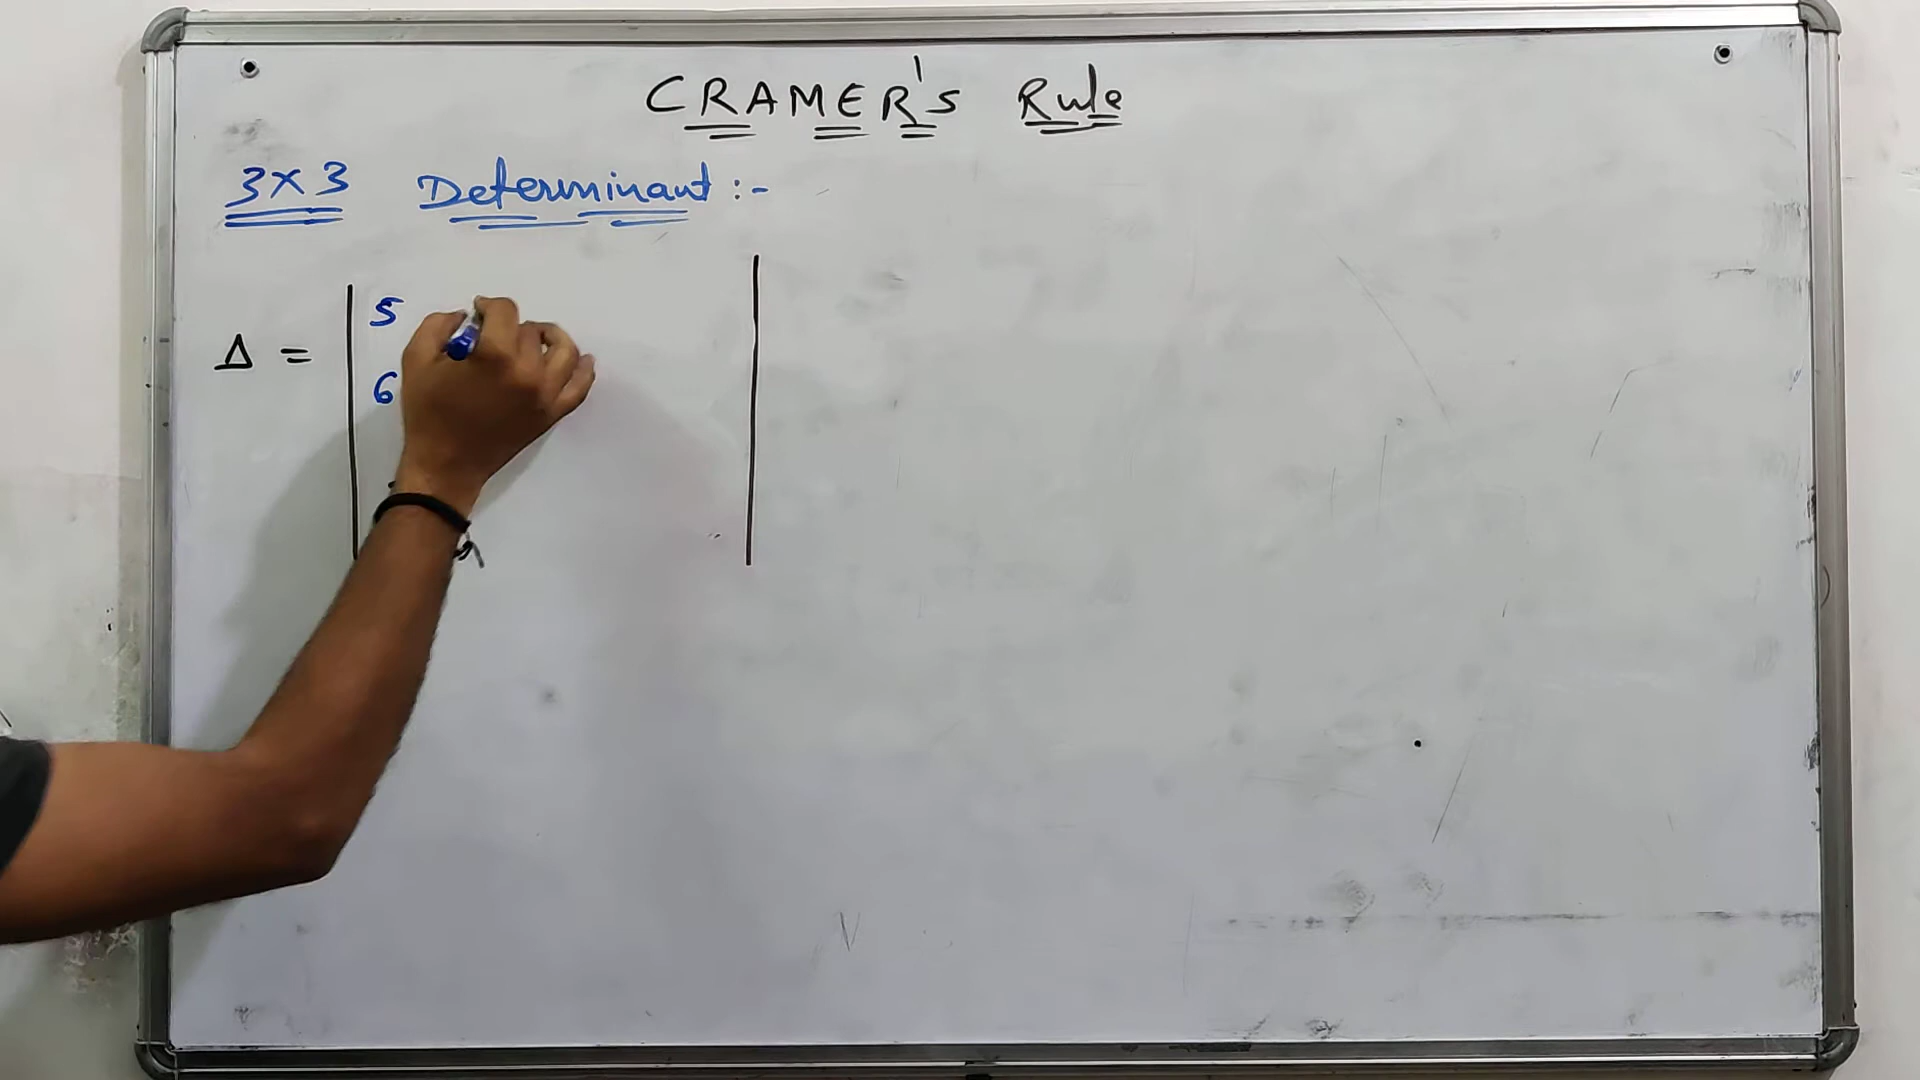 CRAMER's Rule
3×3 Determinant :-
Δ = | 5 |
6